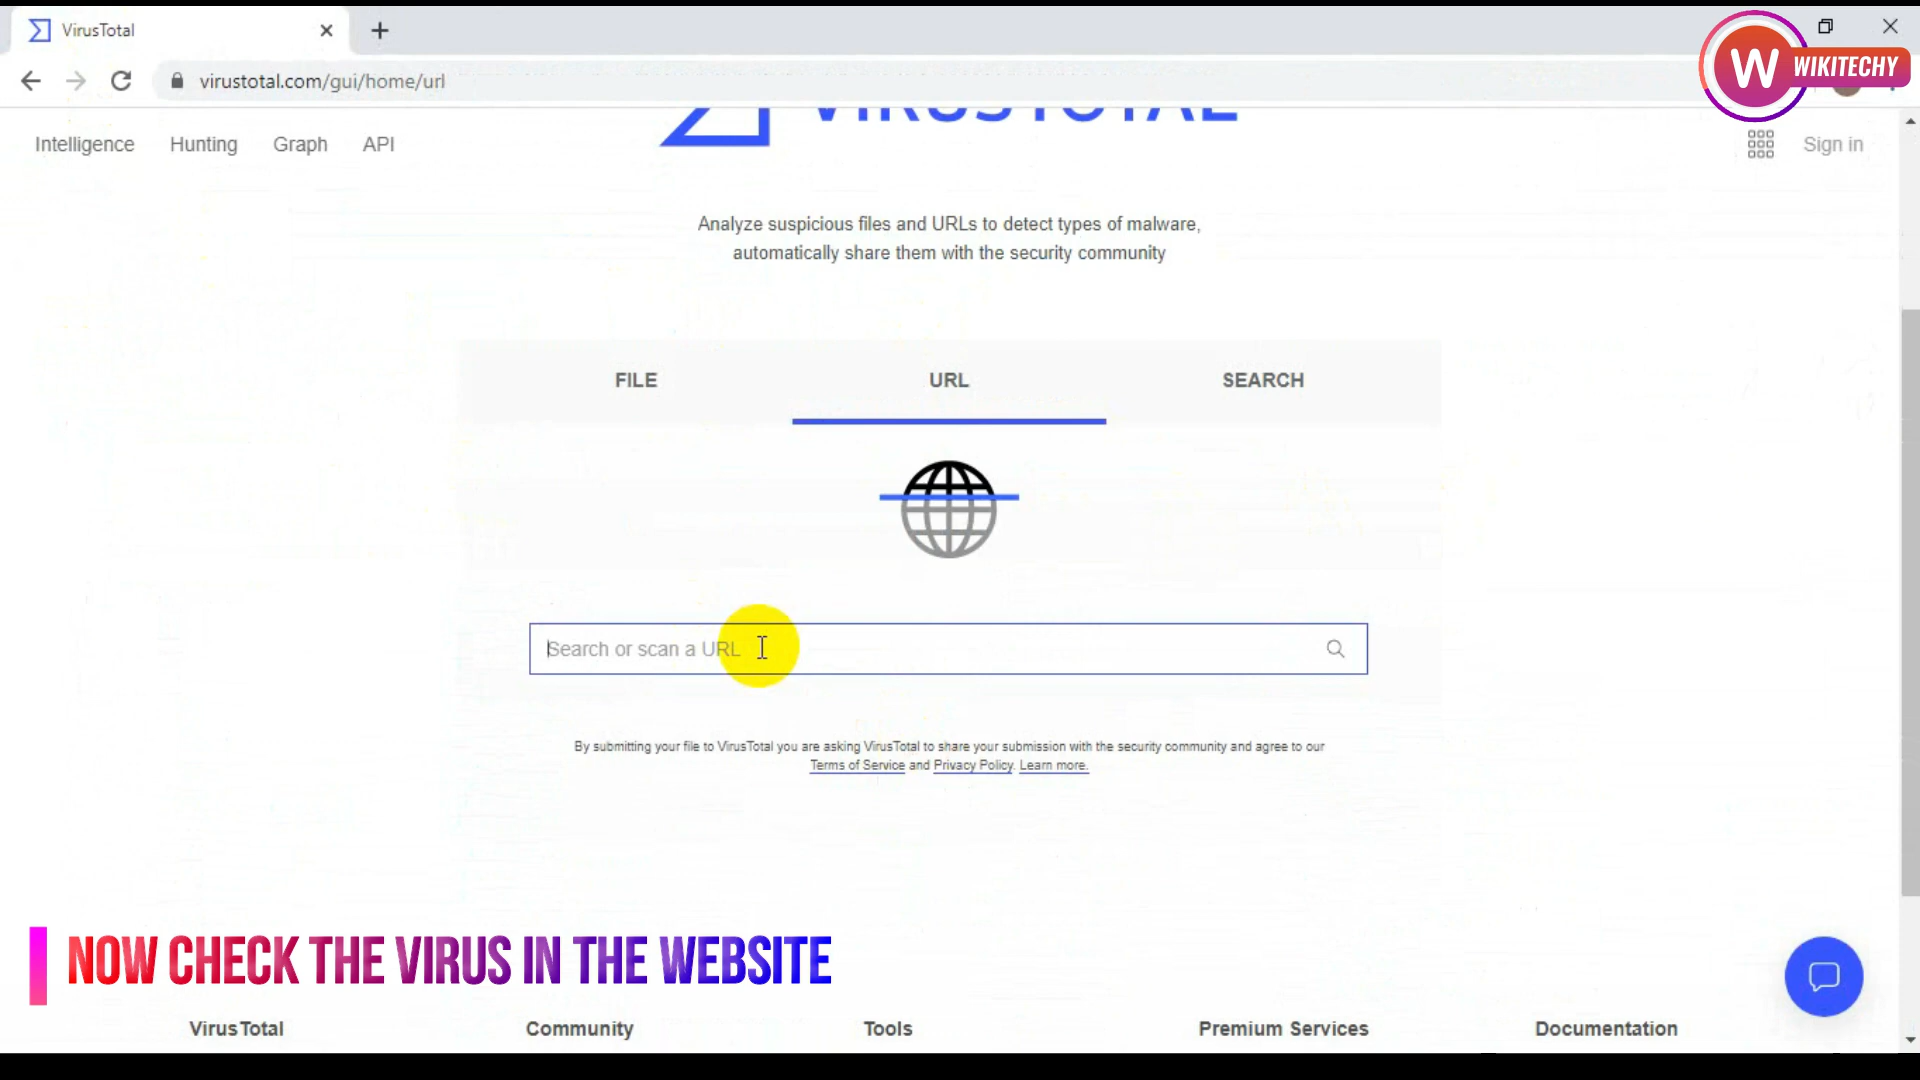 VirusTotal
virustotal.com/gui/home/url
W WIKITECHY
VIRUSTOTAL
Intelligence Hunting Graph API Sign in
Analyze suspicious files and URLs to detect types of malware,
automatically share them with the security community
FILE URL SEARCH
Search or scan a URL
By submitting your file to VirusTotal you are asking VirusTotal to share your submission with the security community and agree to our
Terms of Service and Privacy Policy. Learn more.
NOW CHECK THE VIRUS IN THE WEBSITE
VirusTotal Community Tools Premium Services Documentation